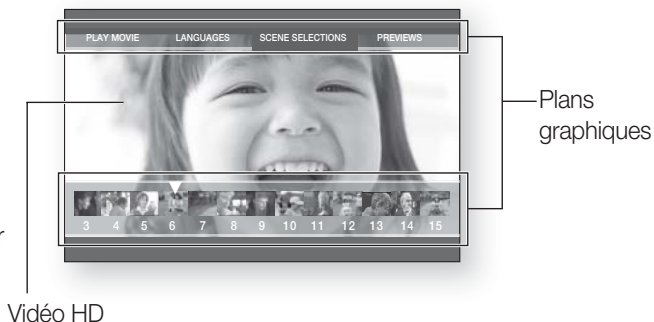 PLAY MOVIE LANGUAGES SCENE SELECTIONS PREVIEWS
Plans
graphiques
3 4 5 6 7 8 9 10 11 12 13 14 15
r
Vidéo HD